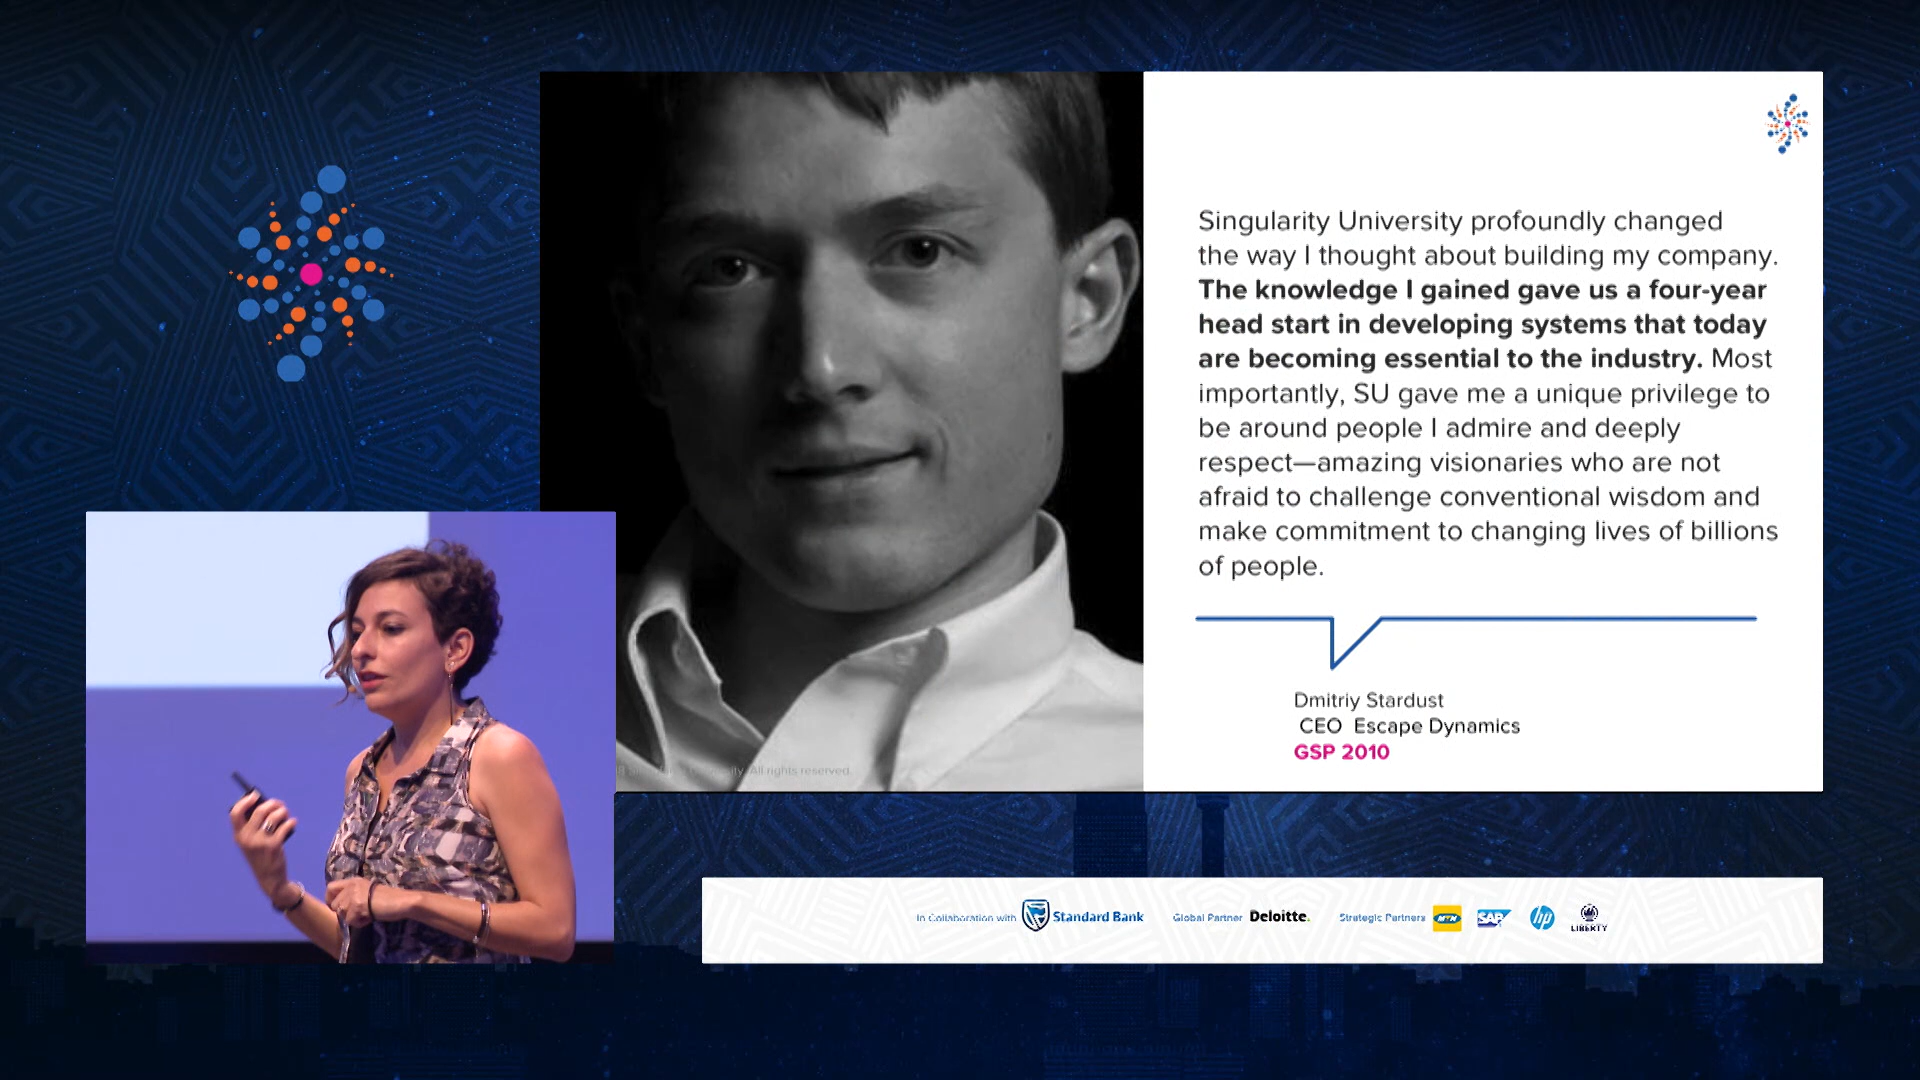 Singularity University profoundly changed
the way I thought about building my company.
The knowledge I gained gave us a four-year
head start in developing systems that today
are becoming essential to the industry. Most
importantly, SU gave me a unique privilege to
be around people I admire and deeply
respect—amazing visionaries who are not
afraid to challenge conventional wisdom and
make commitment to changing lives of billions
of people.
Dmitriy Stardust
CEO Escape Dynamics
GSP 2010
All rights reserved.
In Collaboration with Standard Bank Global Partner Deloitte. Strategic Partners MTN SAP hp LIBERTY